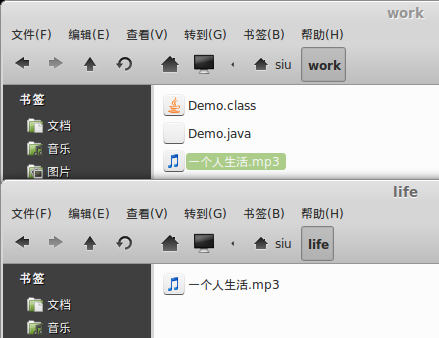 work
文件(F) 编辑(E) 查看(V) 转到(G) 书签(B) 帮助(H)
siu work
书签
文档
音乐
图片
Demo.class
Demo.java
一个人生活.mp3
life
文件(F) 编辑(E) 查看(V) 转到(G) 书签(B) 帮助(H)
siu life
书签
文档
音乐
一个人生活.mp3